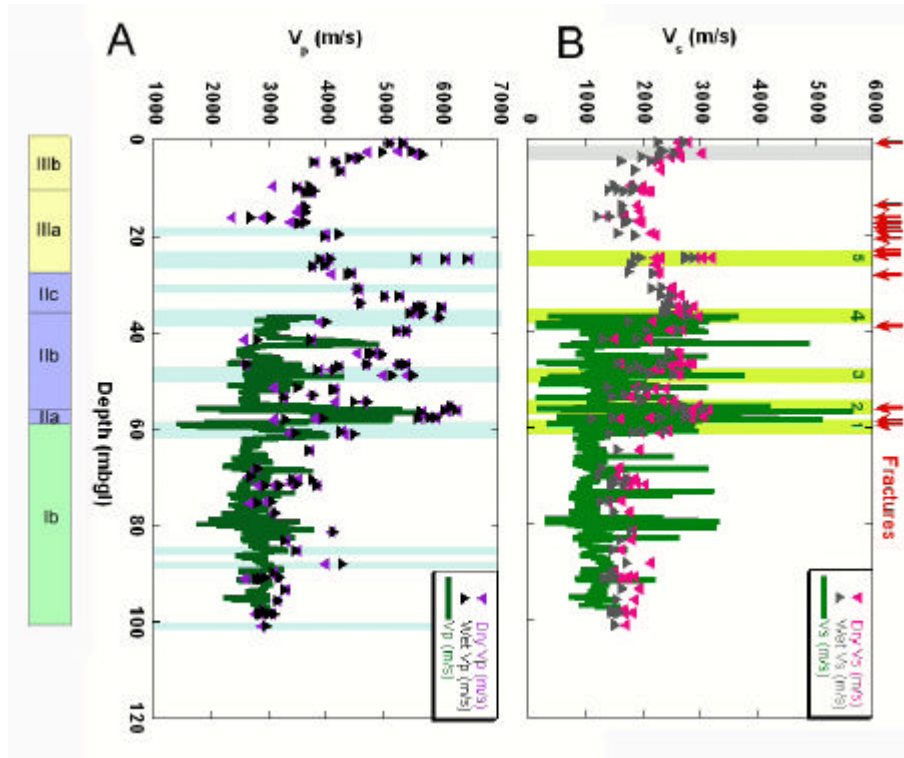 A
V_p (m/s)
1000
2000
3000
4000
5000
6000
7000
B
V_s (m/s)
0
1000
2000
3000
4000
5000
6000
IIIb
IIIa
IIc
IIb
IIa
Ib
Depth (mbgl)
0
20
40
60
80
100
120
5
4
3
2
1
Fractures
Dry Vp (m/s)
Wet Vp (m/s)
Vp (m/s)
Dry Vs (m/s)
Wet Vs (m/s)
Vs (m/s)